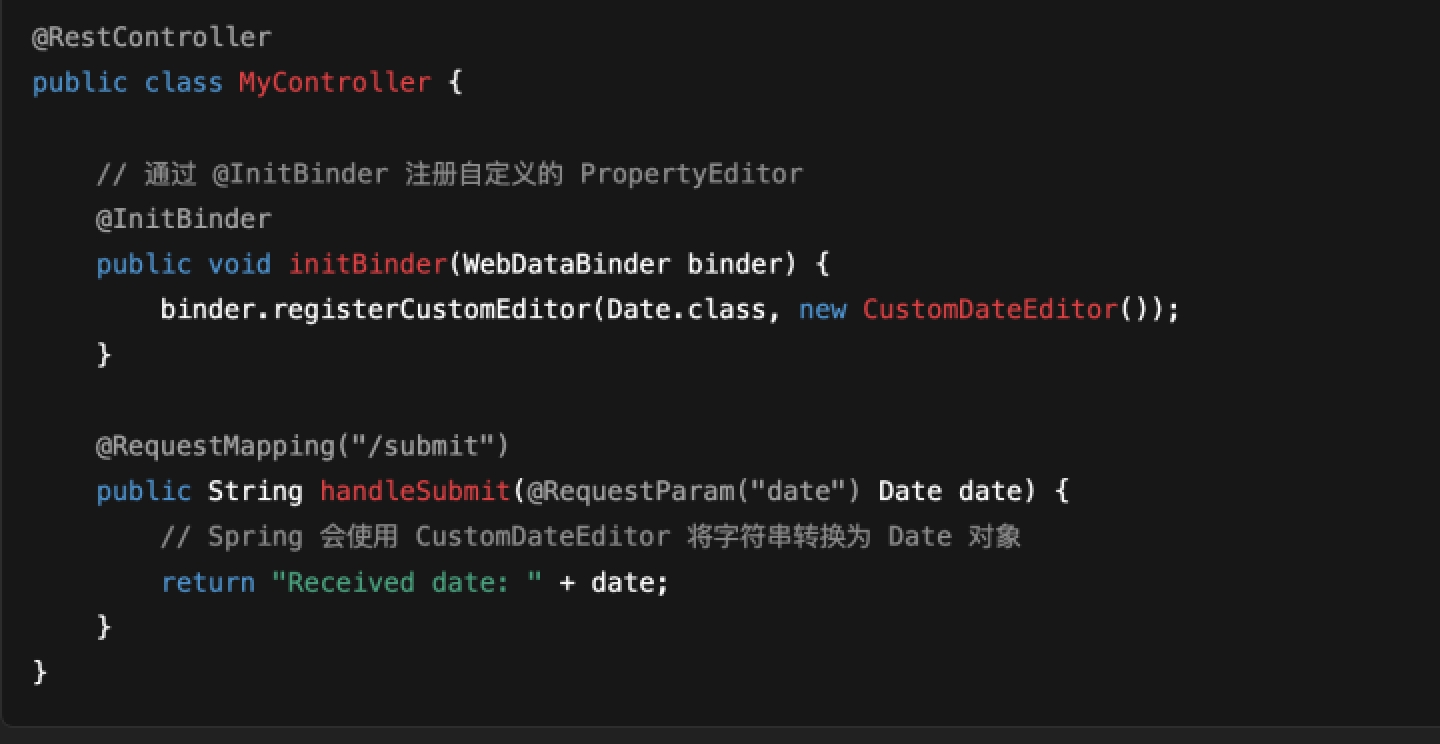 @RestController
public class MyController {
    // 通过 @InitBinder 注册自定义的 PropertyEditor
    @InitBinder
    public void initBinder(WebDataBinder binder) {
        binder.registerCustomEditor(Date.class, new CustomDateEditor());
    }
    @RequestMapping("/submit")
    public String handleSubmit(@RequestParam("date") Date date) {
        // Spring 会使用 CustomDateEditor 将字符串转换为 Date 对象
        return "Received date: " + date;
    }
}